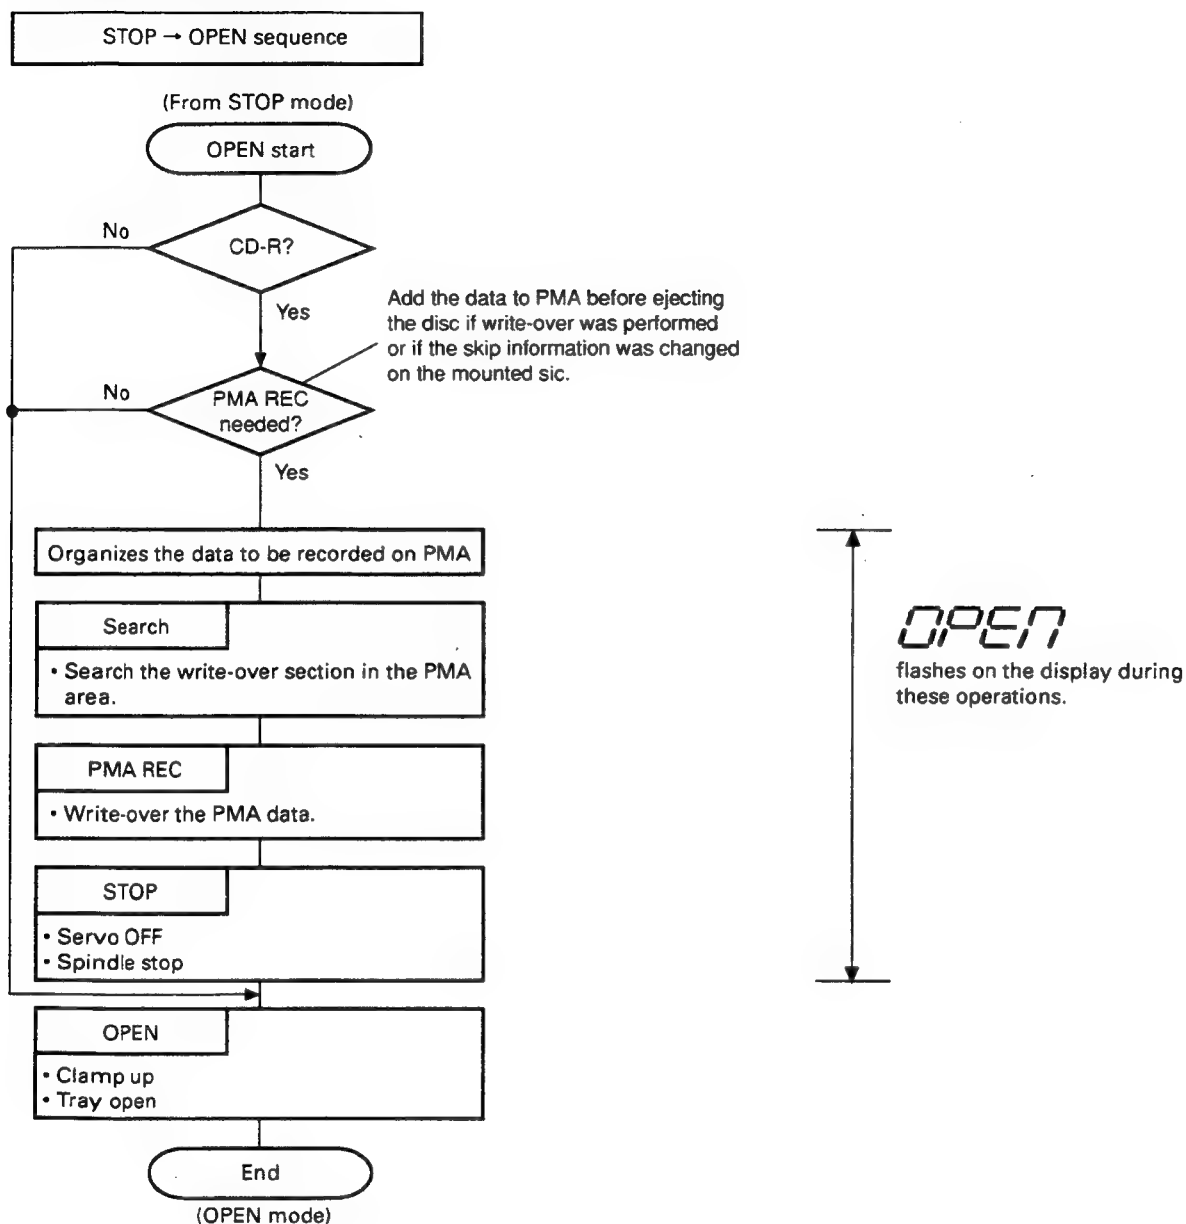 STOP → OPEN sequence
(From STOP mode)
OPEN start
No
CD-R?
Yes
Add the data to PMA before ejecting
the disc if write-over was performed
or if the skip information was changed
on the mounted sic.
No
PMA REC
needed?
Yes
Organizes the data to be recorded on PMA
Search
• Search the write-over section in the PMA
area.
OPEN
flashes on the display during
these operations.
PMA REC
• Write-over the PMA data.
STOP
• Servo OFF
• Spindle stop
OPEN
• Clamp up
• Tray open
End
(OPEN mode)